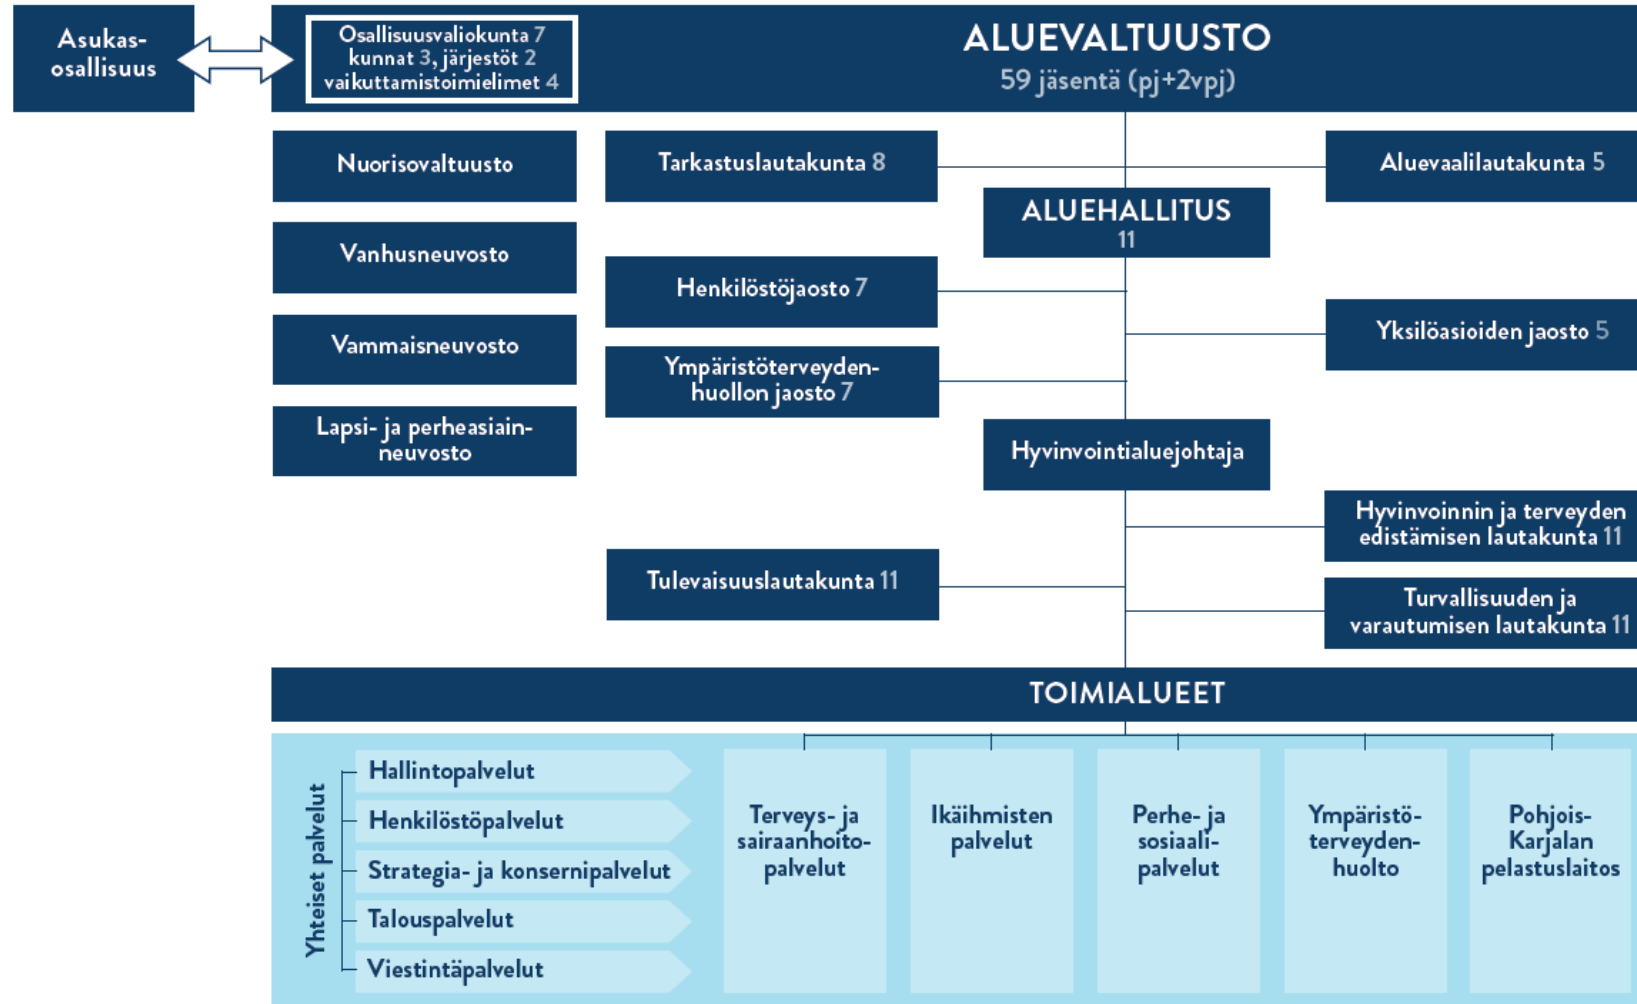 Asukas-
osallisuus
Osallisuusvaliokunta 7
kunnat 3, järjestöt 2
vaikuttamistoimielimet 4
ALUEVALTUUSTO
59 jäsentä (pj+2vpj)
Nuorisovaltuusto
Vanhusneuvosto
Vammaisneuvosto
Lapsi- ja perheasiain-
neuvosto
Tarkastuslautakunta 8
Aluevaalilautakunta 5
ALUEHALLITUS
11
Henkilöstöjaosto 7
Yksilöasioiden jaosto 5
Ympäristöterveyden-
huollon jaosto 7
Hyvinvointialuejohtaja
Hyvinvoinnin ja terveyden
edistämisen lautakunta 11
Tulevaisuuslautakunta 11
Turvallisuuden ja
varautumisen lautakunta 11
TOIMIALUEET
Yhteiset palvelut
Hallintopalvelut
Henkilöstöpalvelut
Strategia- ja konsernipalvelut
Talouspalvelut
Viestintäpalvelut
Terveys- ja
sairaanhoito-
palvelut
Ikäihmisten
palvelut
Perhe- ja
sosiaali-
palvelut
Ympäristö-
terveyden-
huolto
Pohjois-
Karjalan
pelastuslaitos